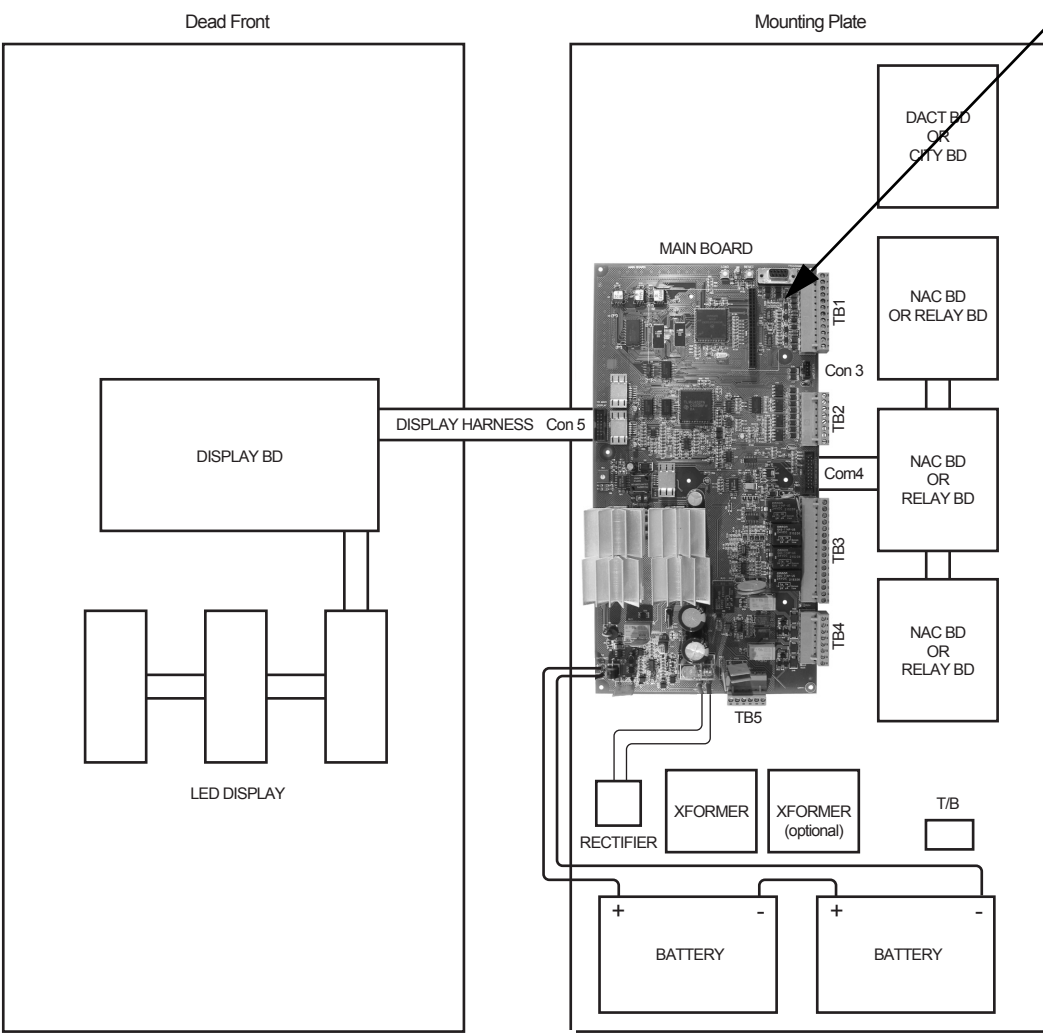 Dead Front
Mounting Plate
DACT BD
OR
CITY BD
MAIN BOARD
TB1
NAC BD
OR RELAY BD
Con 3
TB2
DISPLAY HARNESS Con 5
DISPLAY BD
Com4
NAC BD
OR
RELAY BD
TB3
TB4
NAC BD
OR
RELAY BD
TB5
LED DISPLAY
RECTIFIER
XFORMER
XFORMER
(optional)
T/B
+ -
+ -
BATTERY
BATTERY